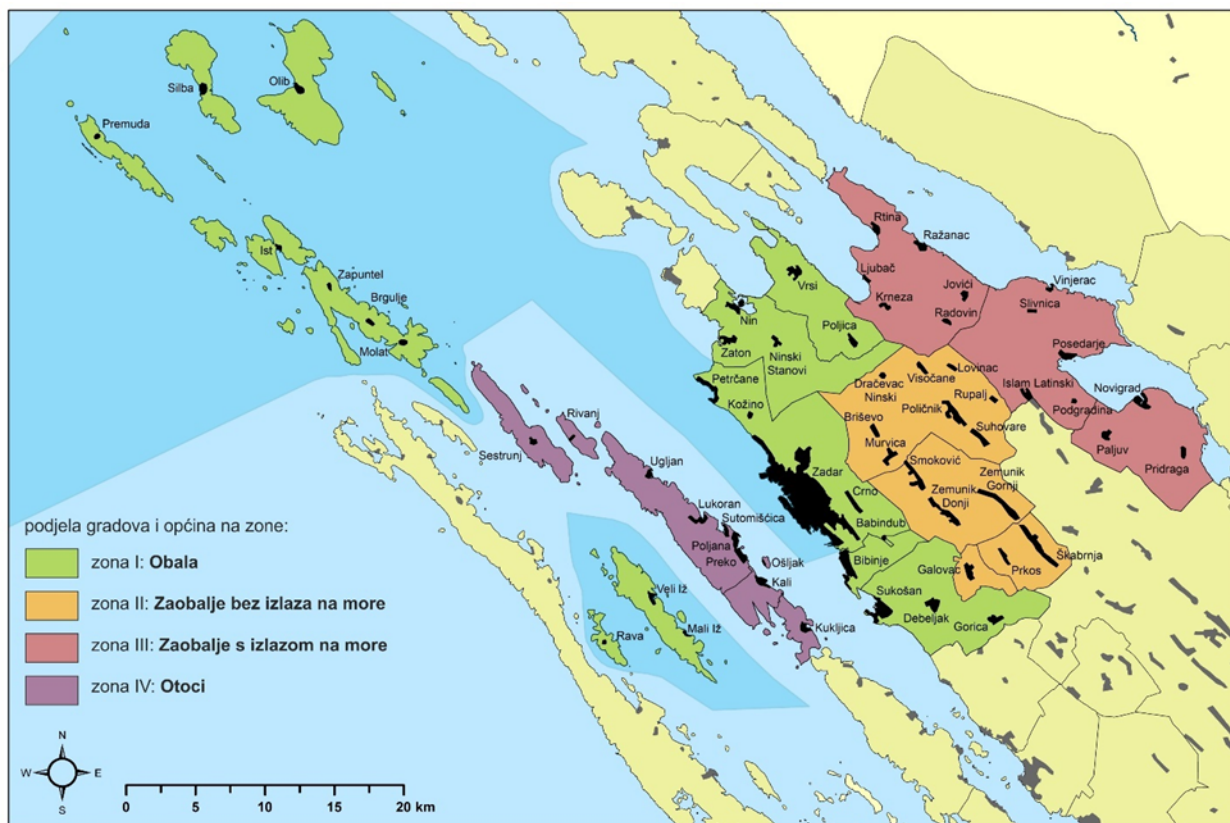 Silba
Olib
Premuda
Ist
Zapuntel
Brgulje
Molat
Rtina
Ražanac
Ljubač
Vrsi
Krneza
Jovići
Radovin
Vinjerac
Slivnica
Posedarje
Nin
Poljica
Zaton
Ninski
Stanovi
Petrčane
Kožino
Dračevac
Ninski
Visočane
Lovinac
Rupalj
Islam Latinski
Novigrad
Podgradina
Poličnik
Briševo
Suhovare
Murvica
Paljuv
Pridraga
Sestrunj
Rivanj
Ugljan
Zadar
Smoković
Zemunik
Gornji
Zemunik
Donji
Crno
Babindub
Lukoran
Sutomišćica
Poljana
Preko
Ošljak
Kali
Bibinje
Galovac
Prkos
Škabrnja
Sukošan
Debeljak
Gorica
Veli Iž
Mali Iž
Rava
Kukljica
podjela gradova i općina na zone:
zona I: Obala
zona II: Zaobalje bez izlaza na more
zona III: Zaobalje s izlazom na more
zona IV: Otoci
N
W E
S
0 5 10 15 20 km